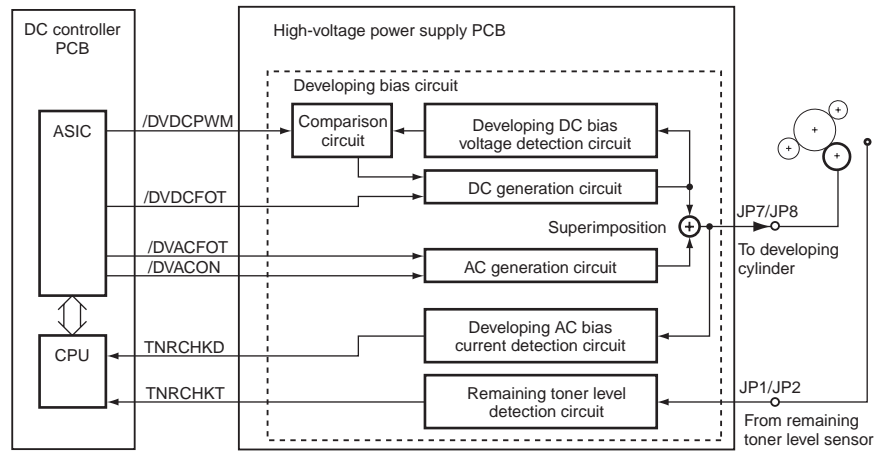 DC controller
PCB
High-voltage power supply PCB
Developing bias circuit
ASIC
/DVDCPWM
Comparison
circuit
Developing DC bias
voltage detection circuit
DC generation circuit
/DVDCFOT
Superimposition
JP7/JP8
/DVACFOT
/DVACON
AC generation circuit
To developing
cylinder
Developing AC bias
current detection circuit
CPU
TNRCHKD
TNRCHKT
Remaining toner level
detection circuit
JP1/JP2
From remaining
toner level sensor